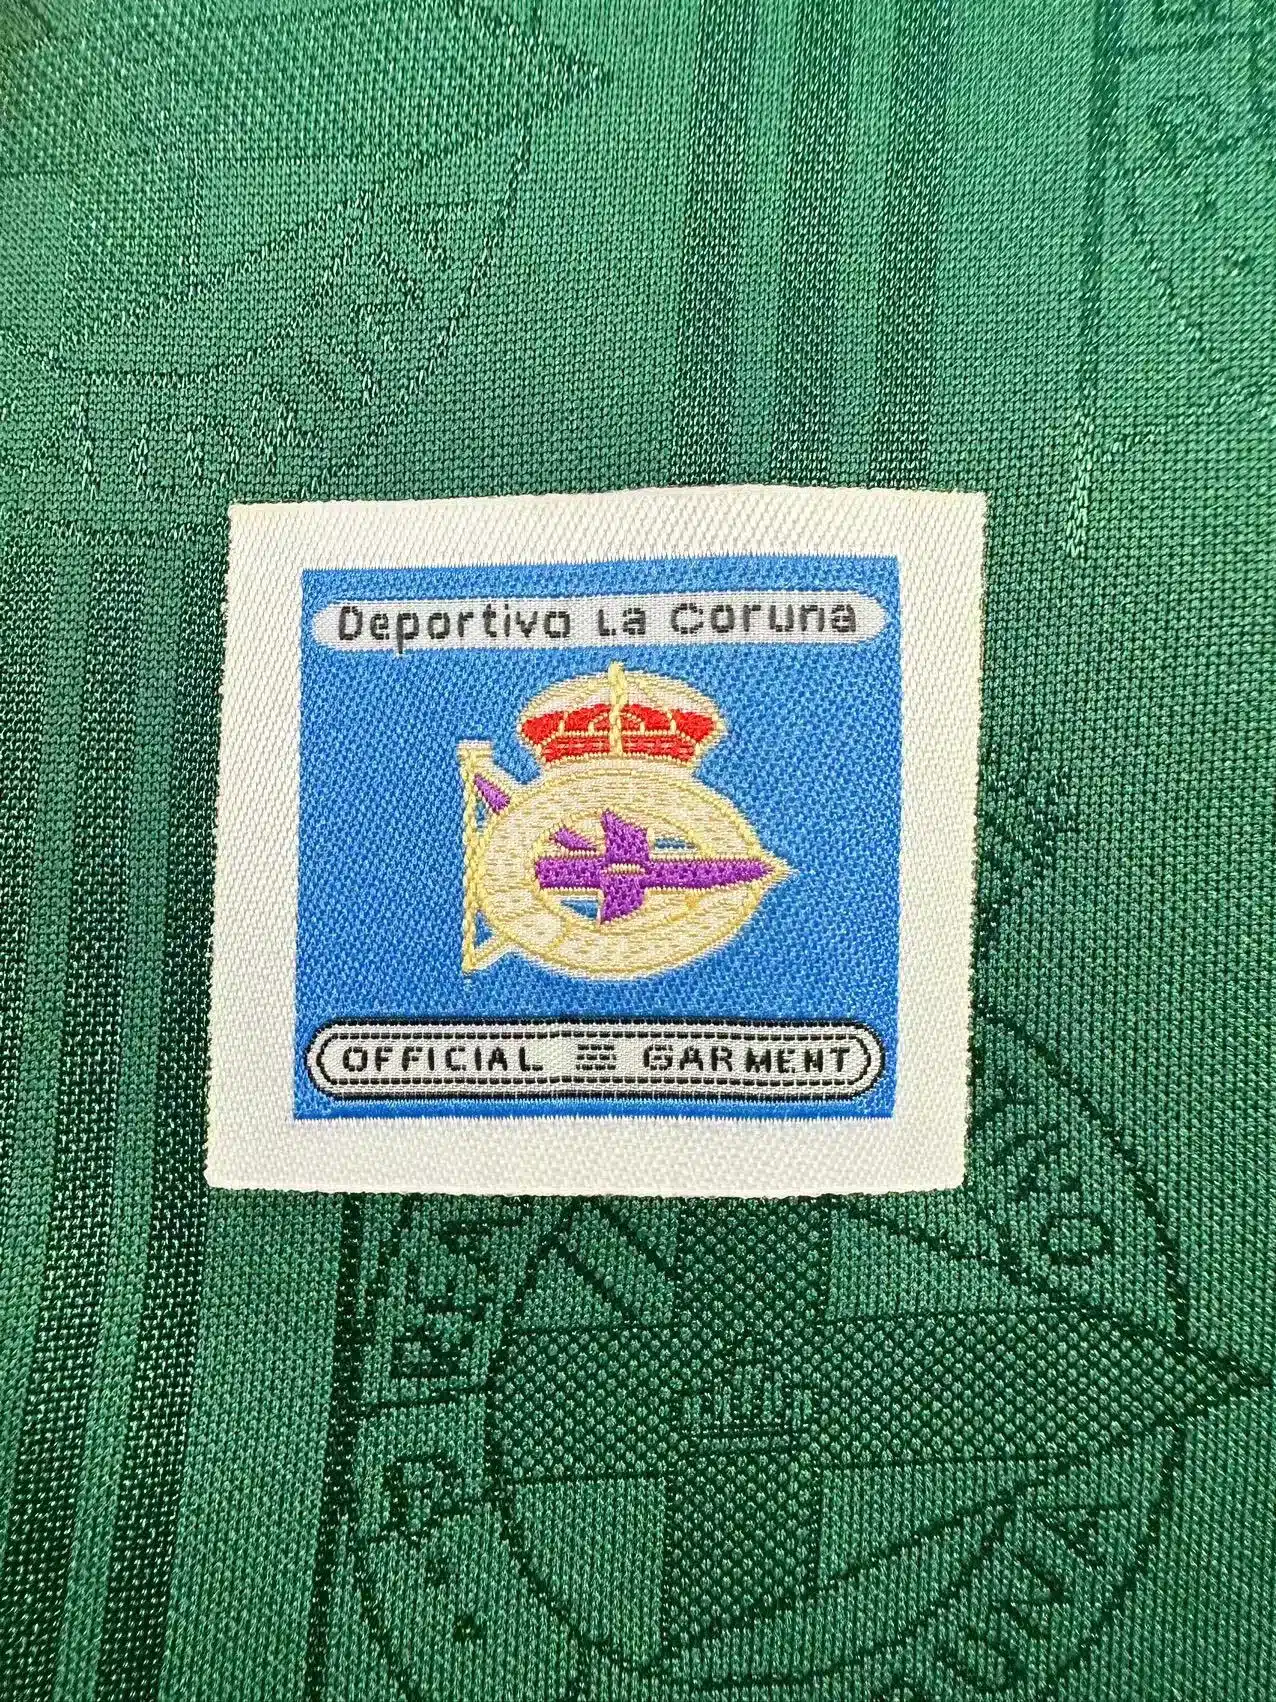 Deportivo La Coruna
OFFICIAL GARMENT